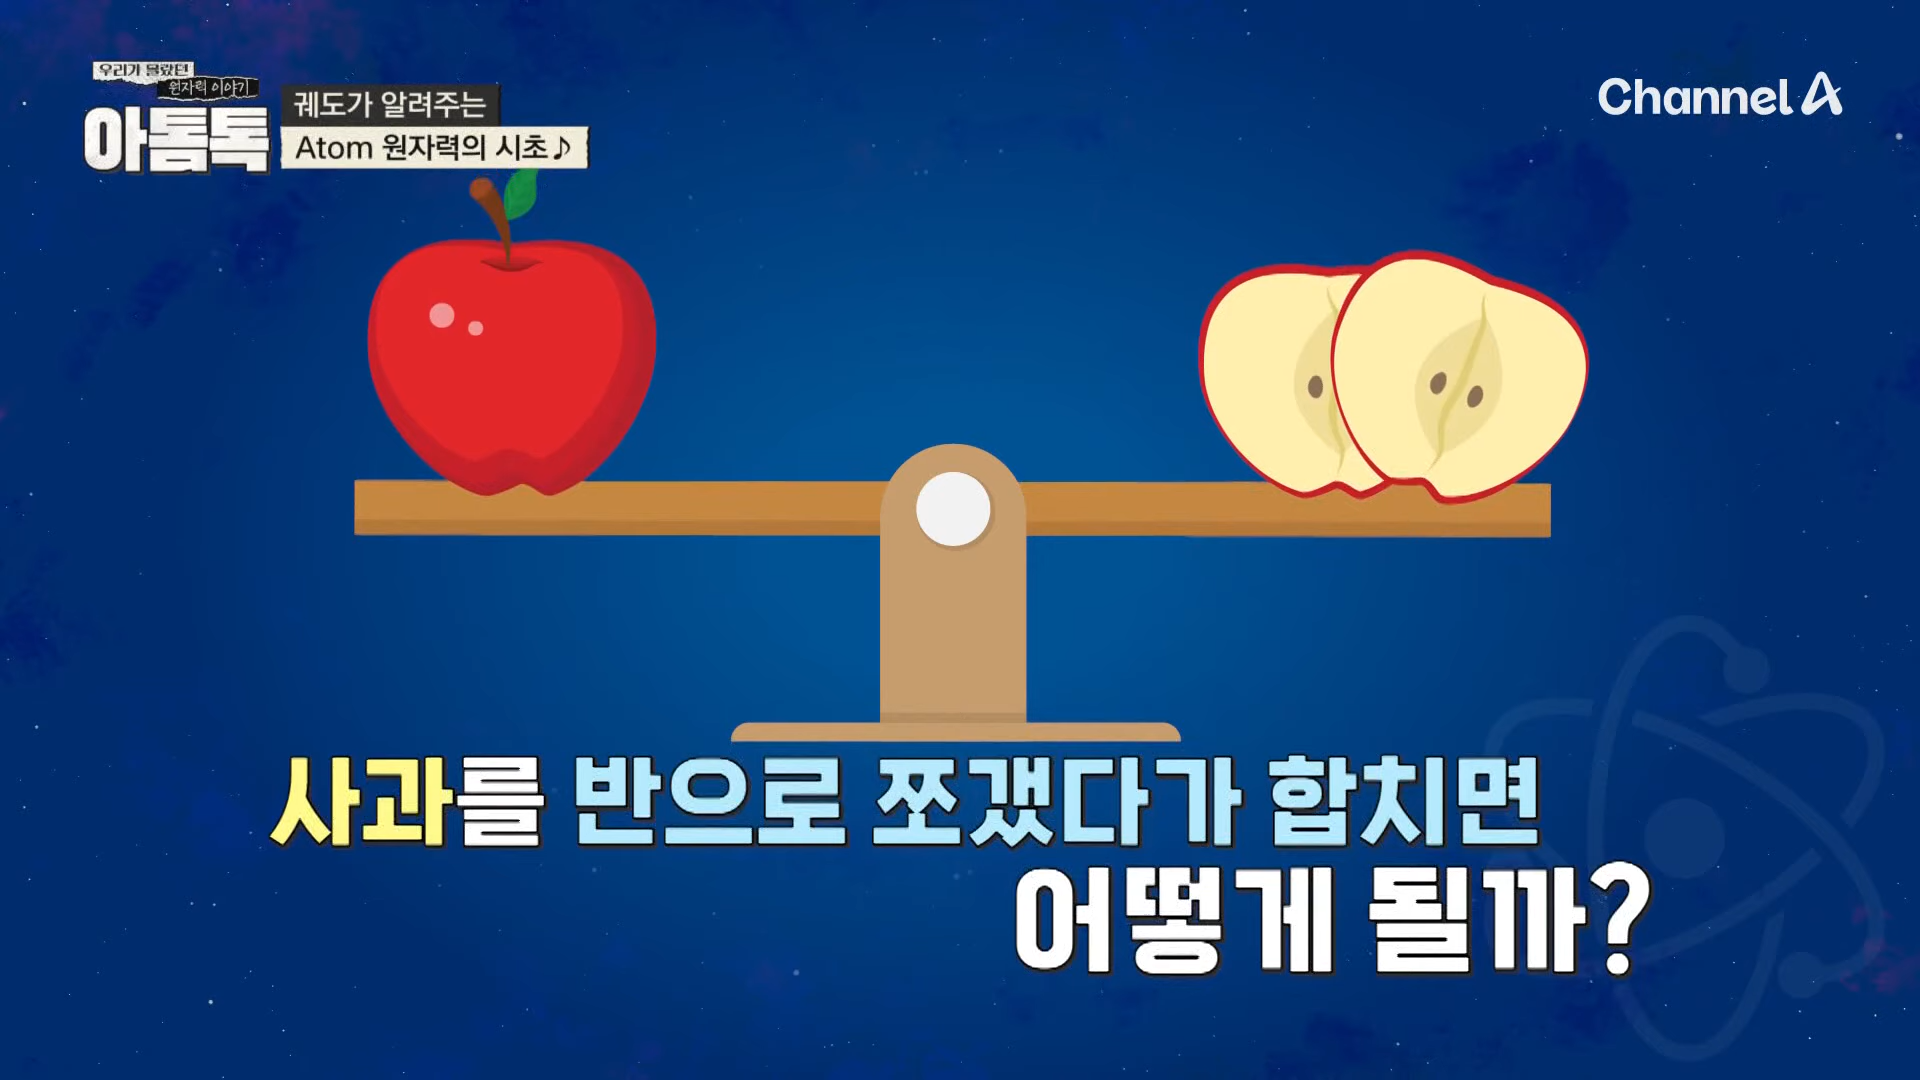 우리가 몰랐던
원자력 이야기
아톰톡
궤도가 알려주는
Atom 원자력의 시초♪
Channel A
사과를 반으로 쪼갰다가 합치면
어떻게 될까?